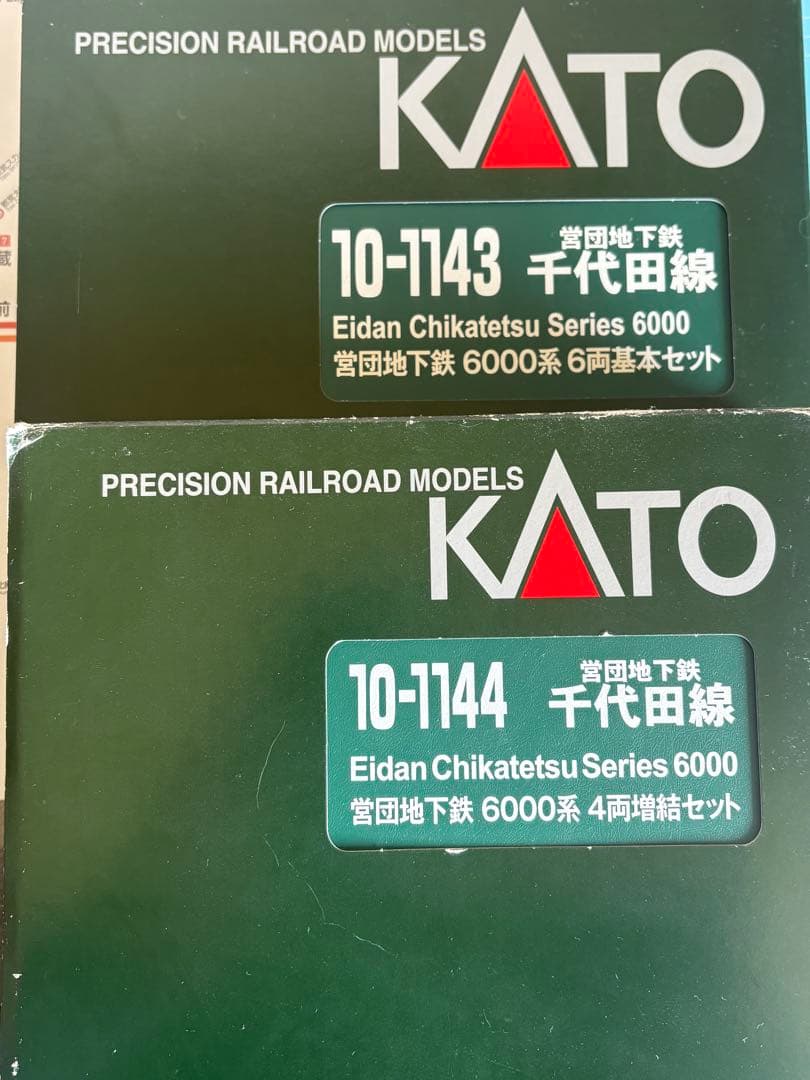 PRECISION RAILROAD MODELS
KATO
10-1143 営団地下鉄 千代田線
Eidan Chikatetsu Series 6000
営団地下鉄 6000系 6両基本セット
PRECISION RAILROAD MODELS
KATO
10-1144 営団地下鉄 千代田線
Eidan Chikatetsu Series 6000
営団地下鉄 6000系 4両増結セット
蔵
前